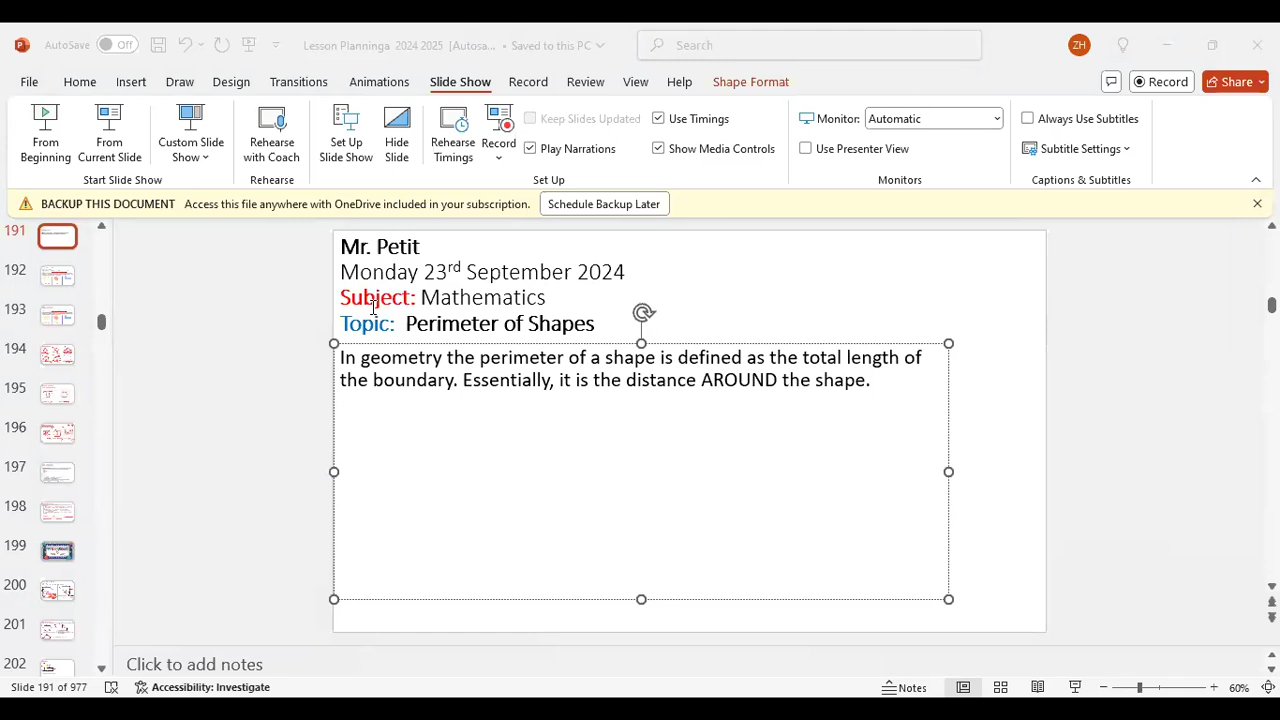 AutoSave Off Lesson Planninga 2024 2025 (Autosa... – Saved to this PC Search ZH
File Home Insert Draw Design Transitions Animations Slide Show Record Review View Help Shape Format Record Share
From Beginning
From Current Slide
Custom Slide Show
Start Slide Show
Rehearse with Coach
Rehearse
Set Up Slide Show
Hide Slide
Rehearse Timings
Record
Keep Slides Updated
Play Narrations
Use Timings
Show Media Controls
Set Up
Monitor: Automatic
Use Presenter View
Monitors
Always Use Subtitles
Subtitle Settings
Captions & Subtitles
BACKUP THIS DOCUMENT Access this file anywhere with OneDrive included in your subscription. Schedule Backup Later
191
192
193
194
195
196
197
198
199
200
201
202
Mr. Petit
Monday 23rd September 2024
Subject: Mathematics
Topic: Perimeter of Shapes
In geometry the perimeter of a shape is defined as the total length of
the boundary. Essentially, it is the distance AROUND the shape.
Click to add notes
Slide 191 of 977 Accessibility: Investigate Notes 60%